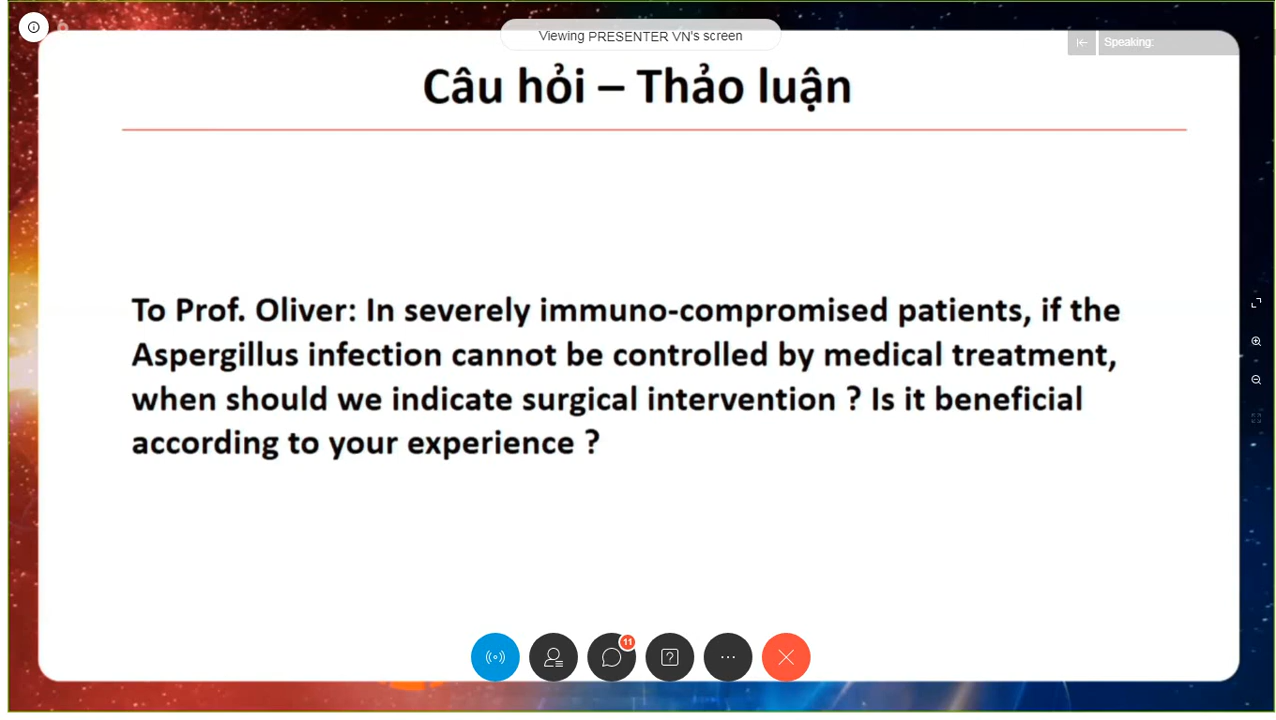 Viewing PRESENTER VN's screen
Speaking:
Câu hỏi – Thảo luận
To Prof. Oliver: In severely immuno-compromised patients, if the
Aspergillus infection cannot be controlled by medical treatment,
when should we indicate surgical intervention ? Is it beneficial
according to your experience ?
11